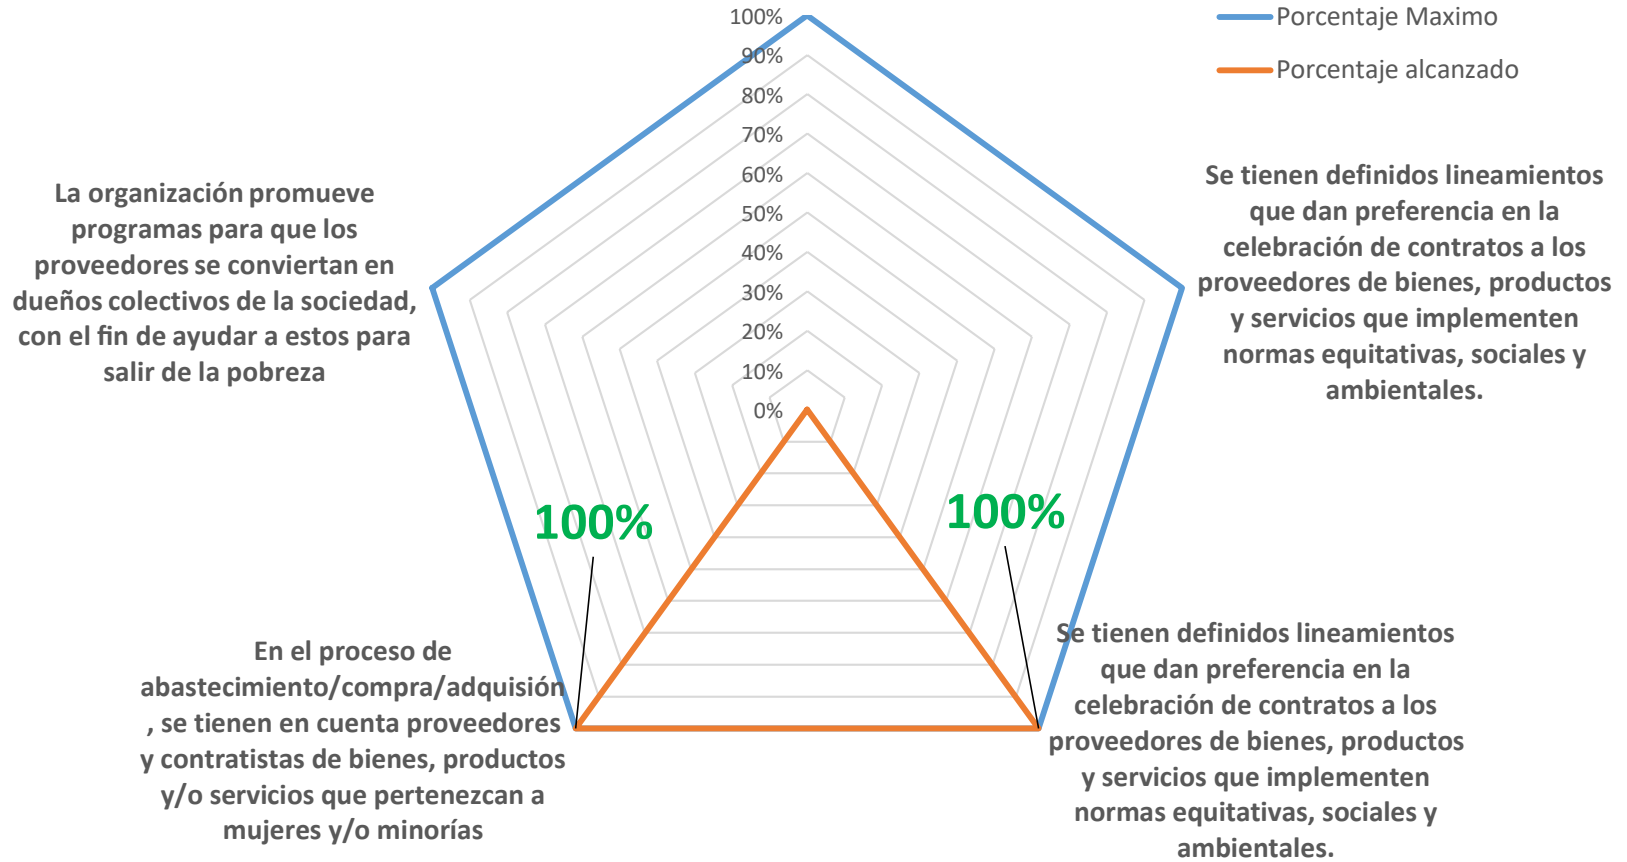 Porcentaje Maximo
Porcentaje alcanzado
100%
90%
80%
70%
60%
50%
40%
30%
20%
10%
0%
La organización promueve
programas para que los
proveedores se conviertan en
dueños colectivos de la sociedad,
con el fin de ayudar a estos para
salir de la pobreza
Se tienen definidos lineamientos
que dan preferencia en la
celebración de contratos a los
proveedores de bienes, productos
y servicios que implementen
normas equitativas, sociales y
ambientales.
100%
100%
En el proceso de
abastecimiento/compra/adquisión
, se tienen en cuenta proveedores
y contratistas de bienes, productos
y/o servicios que pertenezcan a
mujeres y/o minorías
Se tienen definidos lineamientos
que dan preferencia en la
celebración de contratos a los
proveedores de bienes, productos
y servicios que implementen
normas equitativas, sociales y
ambientales.